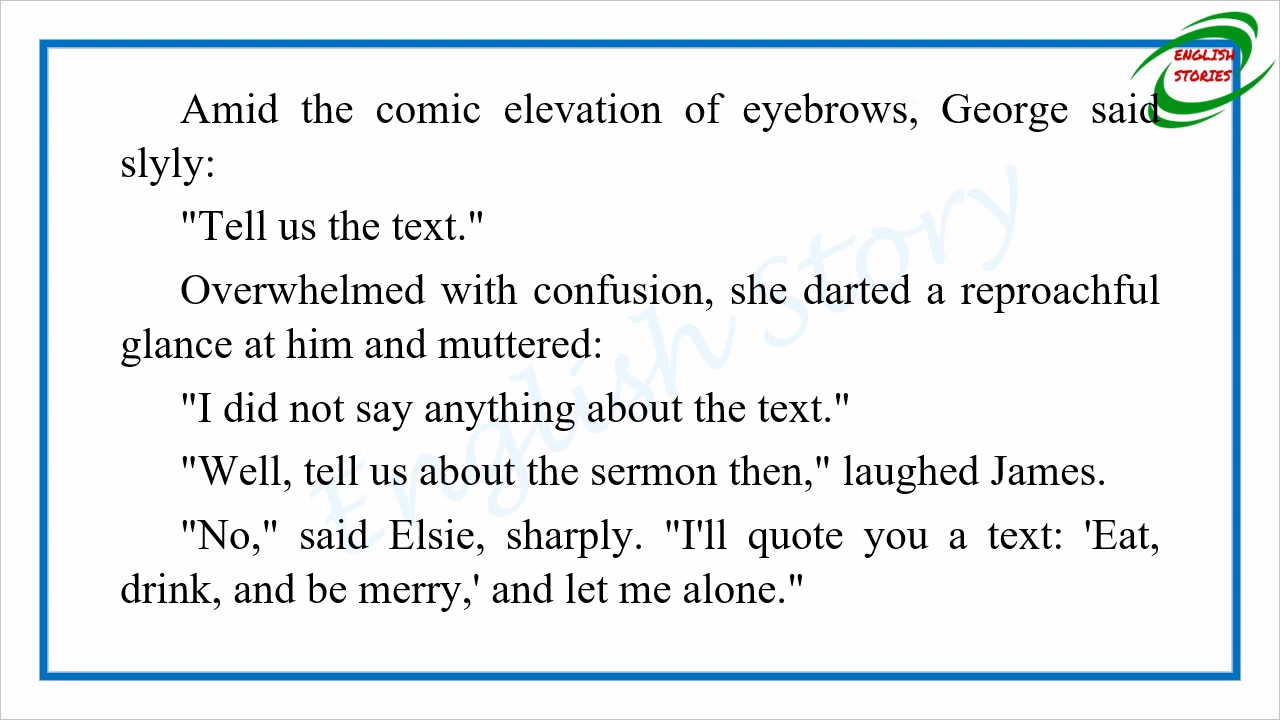 ENGLISH
STORIES
Amid the comic elevation of eyebrows, George said
slyly:
"Tell us the text."
Overwhelmed with confusion, she darted a reproachful
glance at him and muttered:
"I did not say anything about the text."
"Well, tell us about the sermon then," laughed James.
"No," said Elsie, sharply. "I'll quote you a text: 'Eat,
drink, and be merry,' and let me alone."
English Story